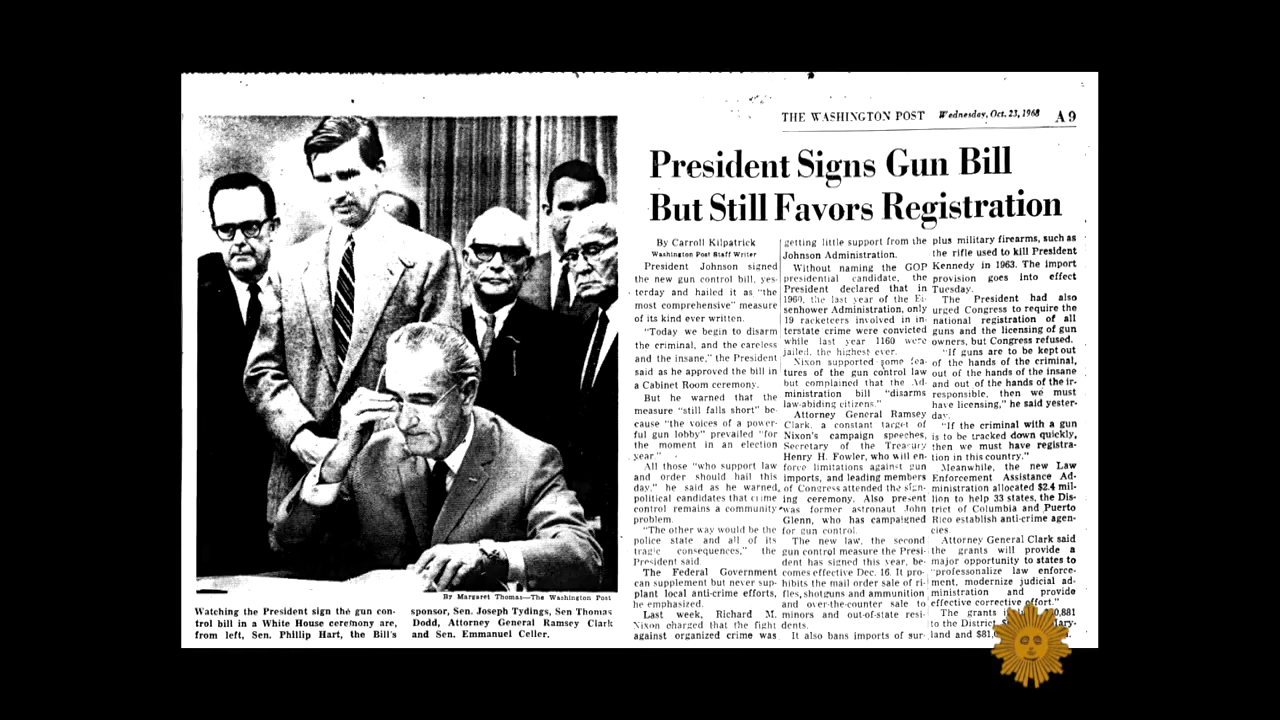 THE WASHINGTON POST Wednesday, Oct. 23, 1968 A 9
President Signs Gun Bill
But Still Favors Registration
By Carroll Kilpatrick
Washington Post Staff Writer
President Johnson signed
the new gun control bill, yes-
terday and hailed it as "the
most comprehensive" measure
of its kind ever written.
"Today we begin to disarm
the criminal, and the careless
and the insane," the President
said as he approved the bill in
a Cabinet Room ceremony.
But he warned that the
measure "still falls short" be-
cause "the voices of a power-
ful gun lobby" prevailed "for
the moment in an election
year."
All those "who support law
and order should hail this
day," he said as he warned,
political candidates that crime
control remains a community
problem.
"The other way would be the
police state and all of its
tragic consequences," the
President said.
The Federal Government
can supplement but never sup-
plant local anti-crime efforts,
he emphasized.
Last week, Richard M.
Nixon charged that the fight
against organized crime was
getting little support from the
Johnson Administration.
Without naming the GOP
presidential candidate, the
President declared that in
1960, the last year of the Ei-
senhower Administration, only
19 racketeers involved in in-
terstate crime were convicted
while last year 1160 were
jailed, the highest ever.
Nixon supported some fea-
tures of the gun control law
but complained that the Ad-
ministration bill "disarms
law-abiding citizens."
Attorney General Ramsey
Clark, a constant target of
Nixon's campaign speeches,
Secretary of the Treasury
Henry H. Fowler, who will en-
force limitations against gun
imports, and leading members
of Congress attended the sign-
ing ceremony. Also present
was former astronaut John
Glenn, who has campaigned
for gun control.
The new law, the second
gun control measure the Presi-
dent has signed this year, be-
comes effective Dec. 16. It pro-
hibits the mail order sale of ri-
fles, shotguns and ammunition
and over-the-counter sale to
minors and out-of-state resi-
dents.
It also bans imports of sur-
plus military firearms, such as
the rifle used to kill President
Kennedy in 1963. The import
provision goes into effect
Tuesday.
The President had also
urged Congress to require the
national registration of all
guns and the licensing of gun
owners, but Congress refused.
"If guns are to be kept out
of the hands of the criminal,
out of the hands of the insane
and out of the hands of the ir-
responsible, then we must
have licensing," he said yester-
day.
"If the criminal with a gun
is to be tracked down quickly,
then we must have registra-
tion in this country."
Meanwhile, the new Law
Enforcement Assistance Ad-
ministration allocated $2.4 mil-
lion to help 33 states, the Dis-
trict of Columbia and Puerto
Rico establish anti-crime agen-
cies.
Attorney General Clark said
the grants will provide a
major opportunity to states to
"professonalize law enforce-
ment, modernize judicial ad-
ministration and provide
effective corrective effort."
The grants
to the District,
land and
By Margaret Thomas—The Washington Post
Watching the President sign the gun con-
trol bill in a White House ceremony are,
from left, Sen. Phillip Hart, the Bill's
sponsor, Sen. Joseph Tydings, Sen Thomas
Dodd, Attorney General Ramsey Clark
and Sen. Emmanuel Celler.